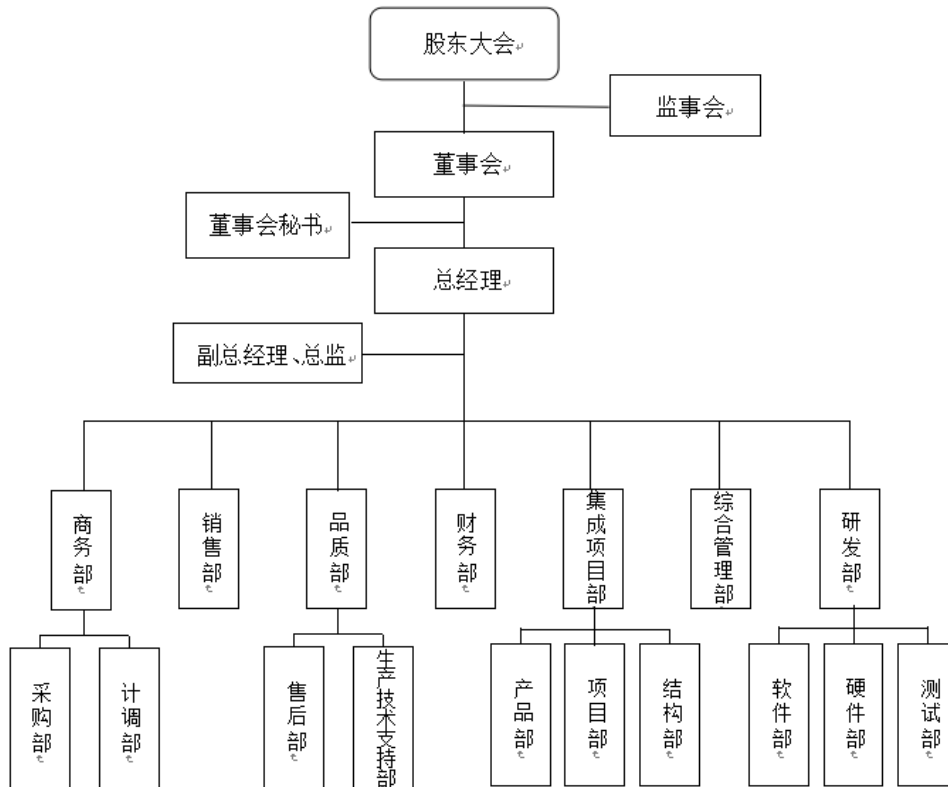 股东大会
监事会
董事会
董事会秘书
总经理
副总经理、总监
商务部
销售部
品质部
财务部
集成项目部
综合管理部
研发部
采购部
计调部
售后部
生产技术支持部
产品部
项目部
结构部
软件部
硬件部
测试部